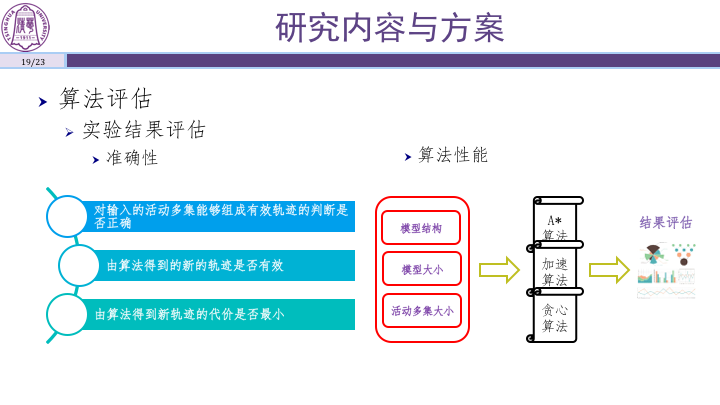 研究内容与方案
19/23
算法评估
实验结果评估
准确性
对输入的活动多集能够组成有效轨迹的判断是
否正确
由算法得到的新的轨迹是否有效
由算法得到新轨迹的代价是否最小
算法性能
模型结构
模型大小
活动多集大小
A*
算法
加速
算法
贪心
算法
结果评估